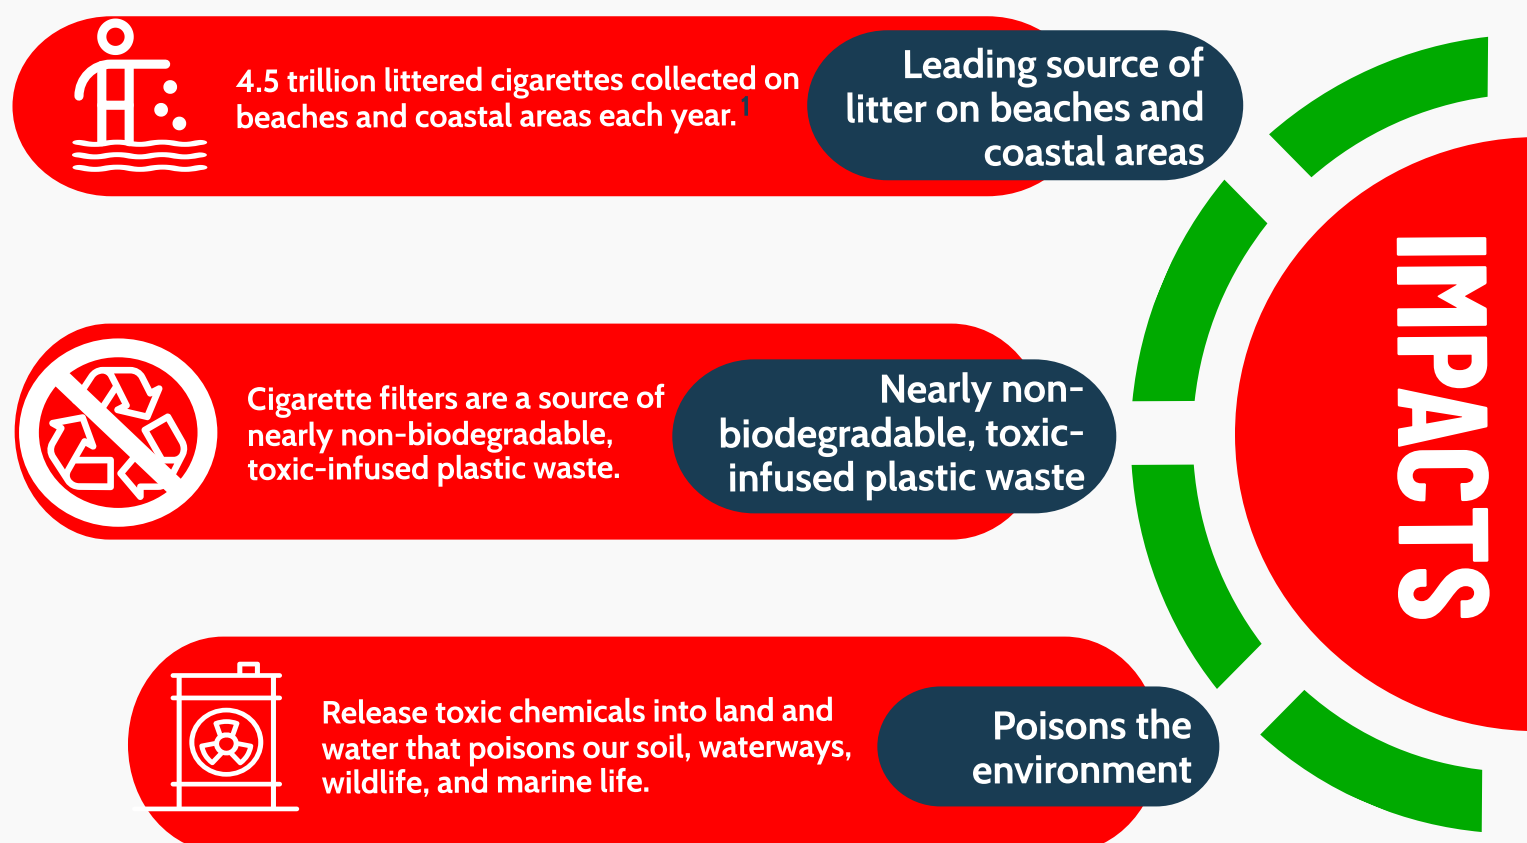 4.5 trillion littered cigarettes collected on
beaches and coastal areas each year.1
Leading source of
litter on beaches and
coastal areas
Cigarette filters are a source of
nearly non-biodegradable,
toxic-infused plastic waste.
Nearly non-
biodegradable, toxic-
infused plastic waste
Release toxic chemicals into land and
water that poisons our soil, waterways,
wildlife, and marine life.
Poisons the
environment
IMPACTS